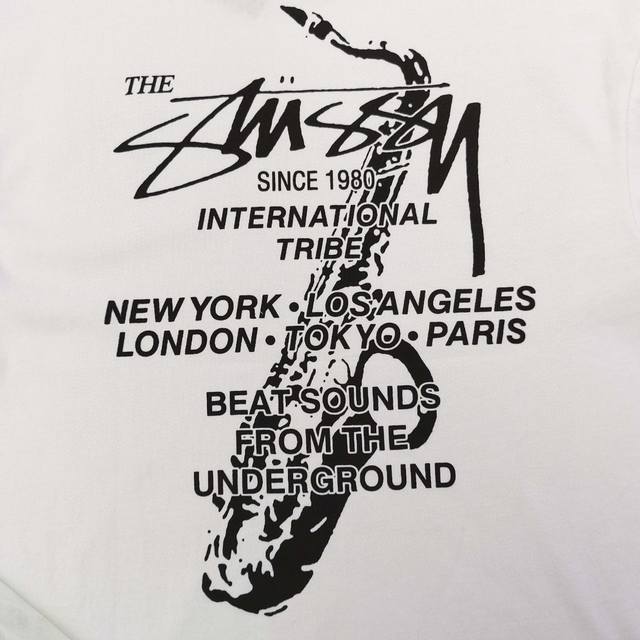 THE
Stüssy
SINCE 1980
INTERNATIONAL
TRIBE
NEW YORK • LOS ANGELES
LONDON • TOKYO • PARIS
BEAT SOUNDS
FROM THE
UNDERGROUND